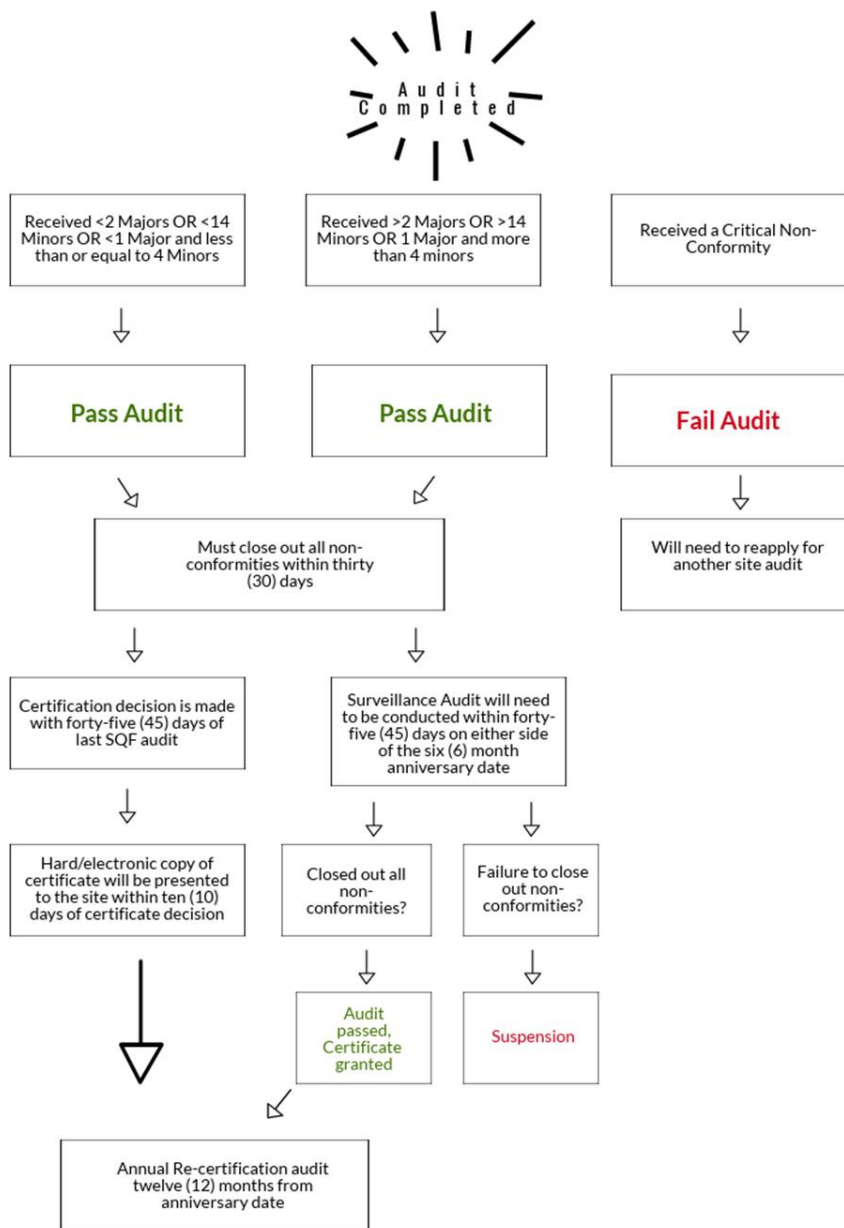 Audit
Completed
Received <2 Majors OR <14
Minors OR <1 Major and less
than or equal to 4 Minors
Received >2 Majors OR >14
Minors OR 1 Major and more
than 4 minors
Received a Critical Non-
Conformity
Pass Audit
Pass Audit
Fail Audit
Must close out all non-
conformities within thirty
(30) days
Will need to reapply for
another site audit
Certification decision is made
with forty-five (45) days of
last SQF audit
Surveillance Audit will need
to be conducted within forty-
five (45) days on either side
of the six (6) month
anniversary date
Hard/electronic copy of
certificate will be presented
to the site within ten (10)
days of certificate decision
Closed out all
non-
conformities?
Failure to close
out non-
conformities?
Audit
passed,
Certificate
granted
Suspension
Annual Re-certification audit
twelve (12) months from
anniversary date